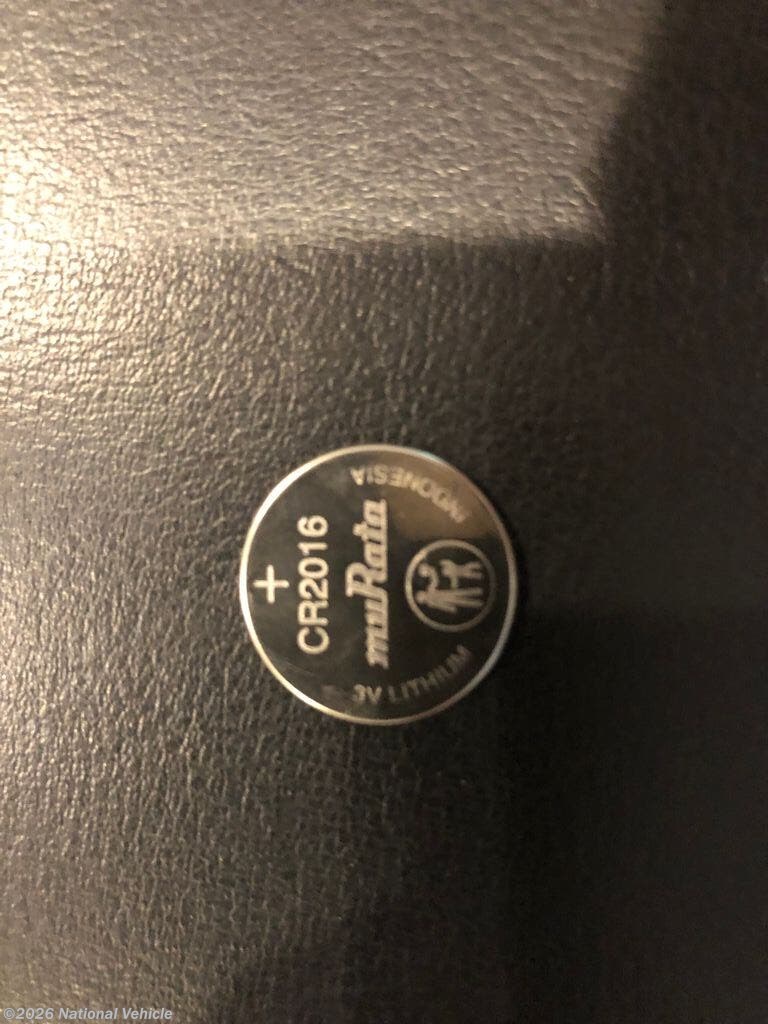 +
CR2016
muRata
INDONESIA
3V LITHIUM
©2026 National Vehicle